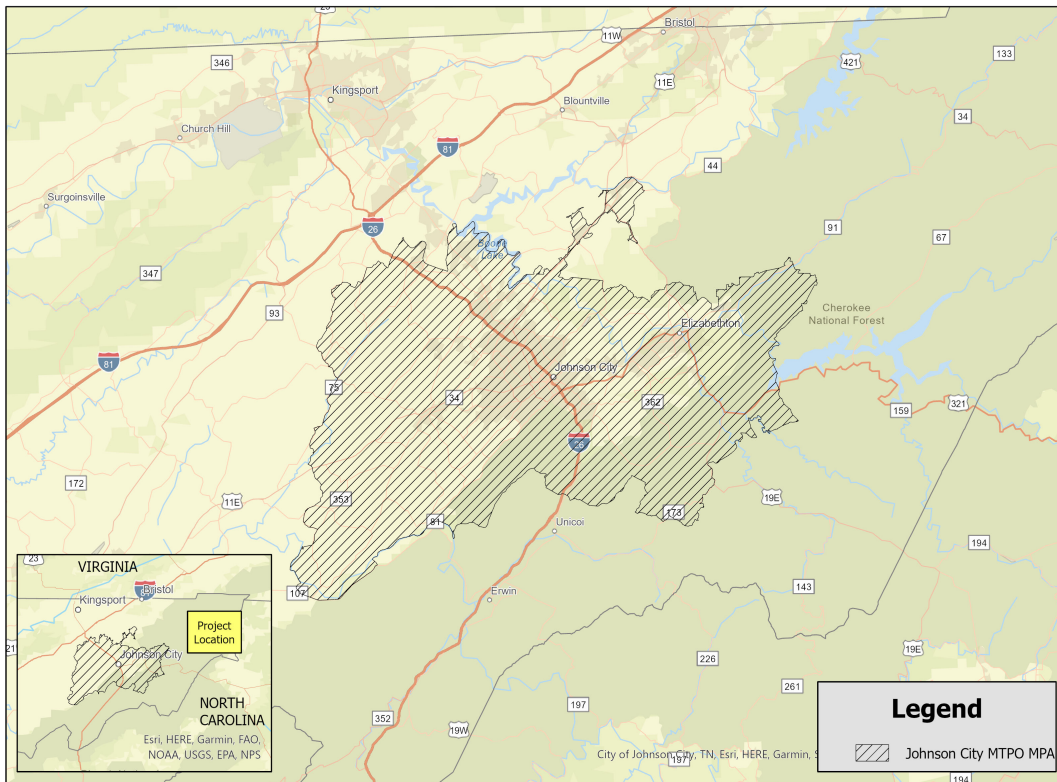 23
11W
Bristol
421
133
346
Kingsport
11E
Blountville
34
Church Hill
81
44
Surgoinsville
26
91
67
Boone
Lake
347
93
Cherokee
National Forest
Elizabethton
81
Johnson City
75
34
362
159
321
26
172
11E
353
19E
81
173
Unicoi
194
143
107
Erwin
19E
226
261
197
352
19W
197
194
City of Johnson City, TN, Esri, HERE, Garmin,
23
VIRGINIA
81
Bristol
Kingsport
Project
Location
21
Johnson City
NORTH
CAROLINA
Esri, HERE, Garmin, FAO,
NOAA, USGS, EPA, NPS
Legend
Johnson City MTPO MPA